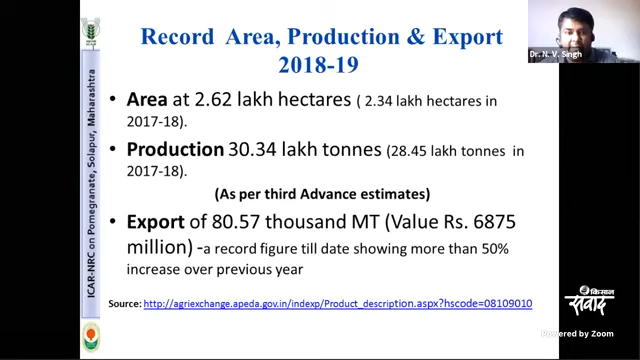 Record Area, Production & Export
2018-19
• Area at 2.62 lakh hectares ( 2.34 lakh hectares in
2017-18).
• Production 30.34 lakh tonnes (28.45 lakh tonnes in
2017-18).
(As per third Advance estimates)
• Export of 80.57 thousand MT (Value Rs. 6875
million) -a record figure till date showing more than 50%
increase over previous year
Source: http://agriexchange.apeda.gov.in/indexp/Product_description.aspx?hscode=08109010
ICAR-NRC on Pomegranate, Solapur, Maharashtra
Dr. N. V. Singh
किसान
संवाद
Powered by Zoom